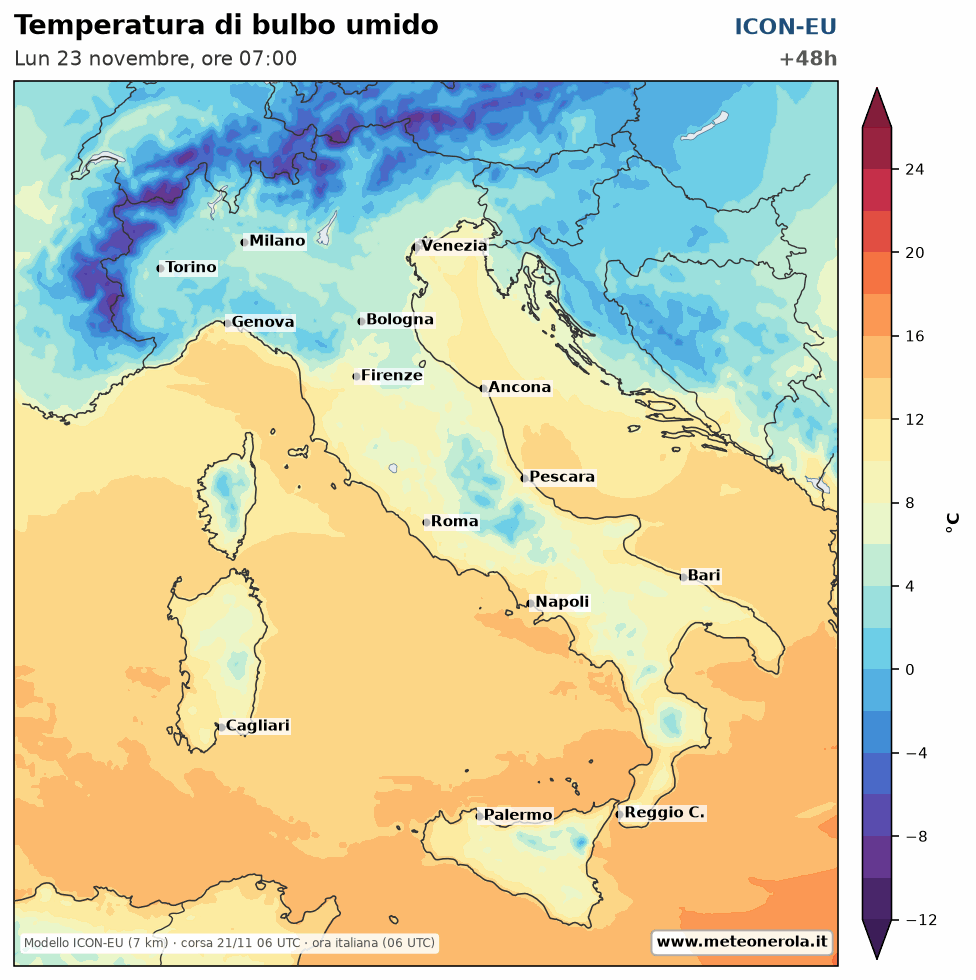 Temperatura di bulbo umido
ICON-EU
Lun 23 novembre, ore 07:00
+48h
24
20
16
12
8
4
0
−4
−8
−12
°C
Milano
Venezia
Torino
Genova
Bologna
Firenze
Ancona
Pescara
Roma
Bari
Napoli
Cagliari
Palermo
Reggio C.
Modello ICON-EU (7 km) · corsa 21/11 06 UTC · ora italiana (06 UTC)
www.meteonerola.it